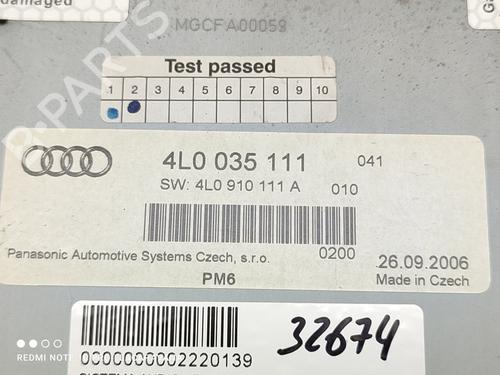 damaged
MGCFA00059
Test passed
1 2 3 4 5 6 7 8 9 10
4L0 035 111 041
SW: 4L0 910 111 A 010
Panasonic Automotive Systems Czech, s.r.o. 0200 26.09.2006
PM6 Made in Czech
32674
0000000002220139
B-PARTS
REDMI NOTE